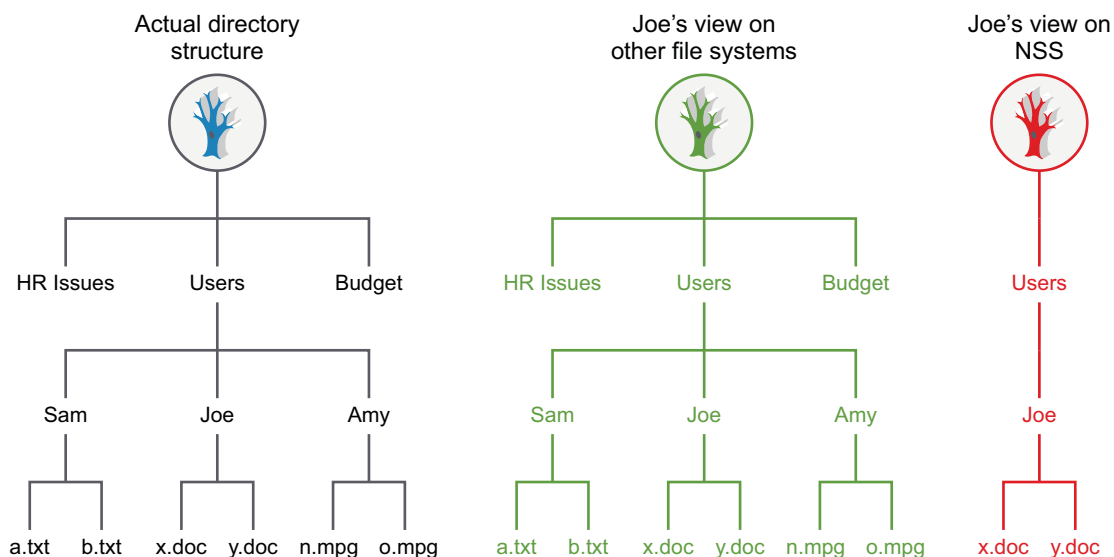 Actual directory
structure
Joe's view on
other file systems
Joe's view on
NSS
HR Issues Users Budget
HR Issues Users Budget
Users
Sam Joe Amy
Sam Joe Amy
Joe
a.txt b.txt x.doc y.doc n.mpg o.mpg
a.txt b.txt x.doc y.doc n.mpg o.mpg
x.doc y.doc